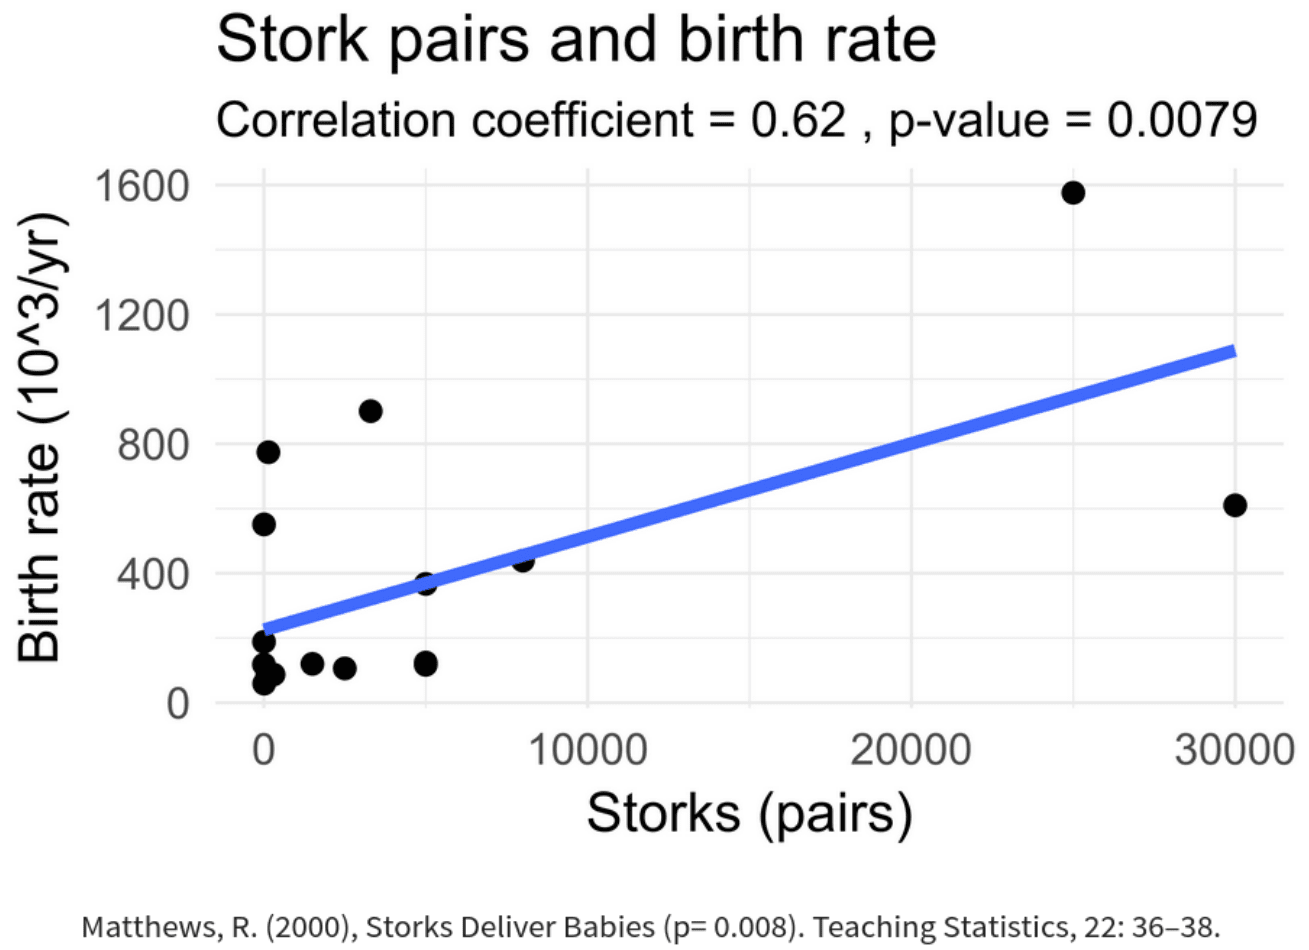 Stork pairs and birth rate
Correlation coefficient = 0.62 , p-value = 0.0079
Birth rate (10^3/yr)
1600
1200
800
400
0
0 10000 20000 30000
Storks (pairs)
Matthews, R. (2000), Storks Deliver Babies (p= 0.008). Teaching Statistics, 22: 36–38.